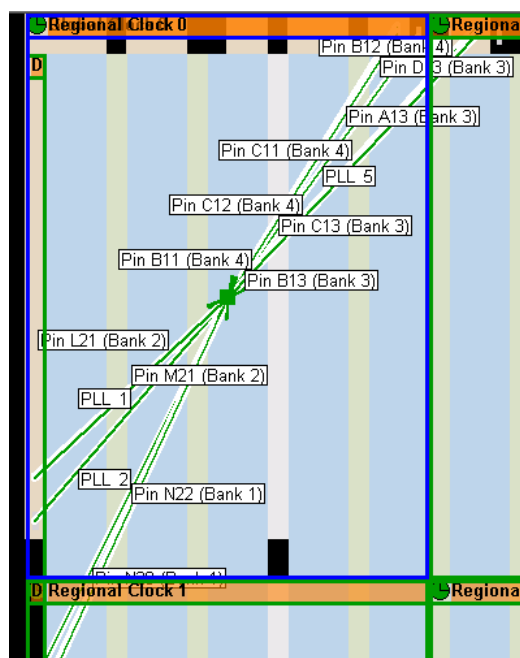 Regional Clock 0
Regiona
Pin B12 (Bank 4)
D
Pin D13 (Bank 3)
Pin A13 (Bank 3)
Pin C11 (Bank 4)
PLL 5
Pin C12 (Bank 4)
Pin C13 (Bank 3)
Pin B11 (Bank 4)
Pin B13 (Bank 3)
Pin L21 (Bank 2)
Pin M21 (Bank 2)
PLL 1
PLL 2
Pin N22 (Bank 1)
D
Regional Clock 1
Regiona